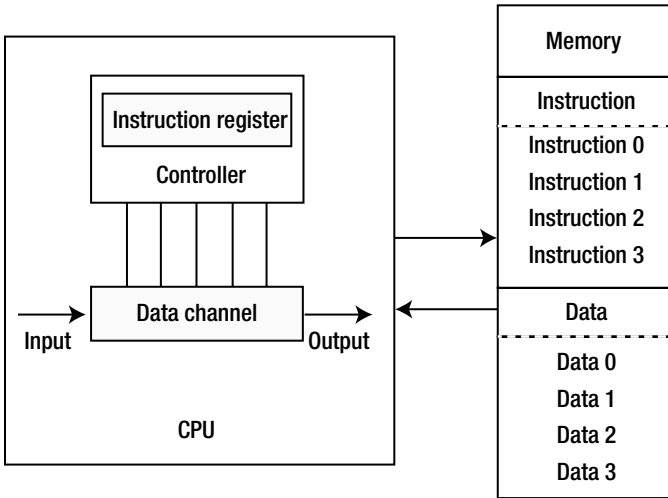 Instruction register
Controller
Data channel
Input
Output
CPU
Memory
Instruction
Instruction 0
Instruction 1
Instruction 2
Instruction 3
Data
Data 0
Data 1
Data 2
Data 3